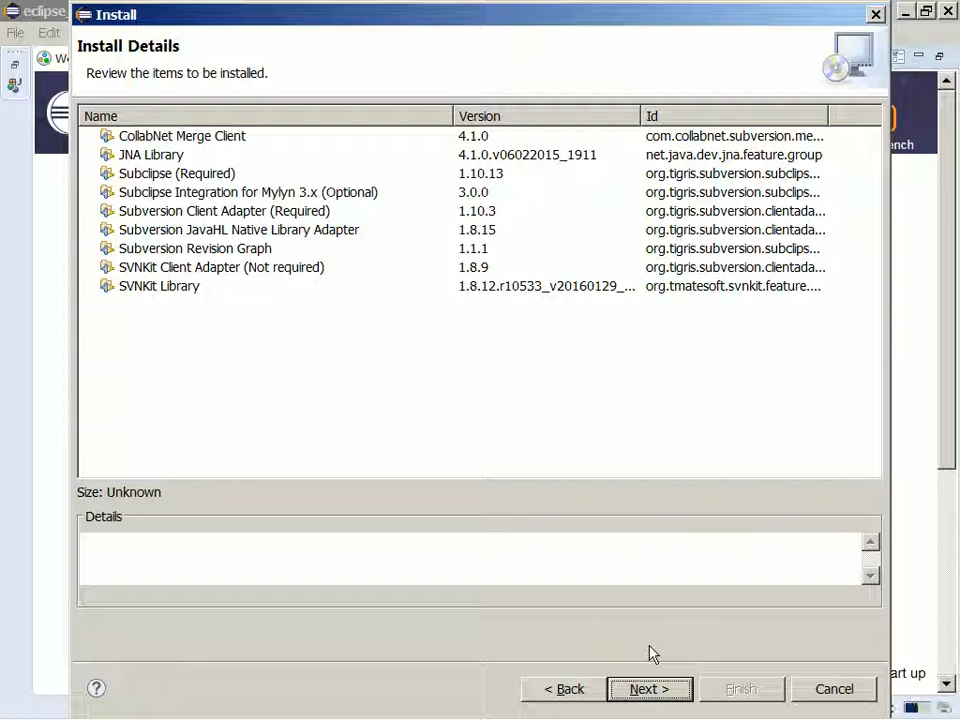 eclipse_
Install
File Edit
Install Details
Review the items to be installed.
We
Name Version Id
CollabNet Merge Client 4.1.0 com.collabnet.subversion.me...
JNA Library 4.1.0.v06022015_1911 net.java.dev.jna.feature.group
Subclipse (Required) 1.10.13 org.tigris.subversion.subclips...
Subclipse Integration for Mylyn 3.x (Optional) 3.0.0 org.tigris.subversion.subclips...
Subversion Client Adapter (Required) 1.10.3 org.tigris.subversion.clientada...
Subversion JavaHL Native Library Adapter 1.8.15 org.tigris.subversion.clientada...
Subversion Revision Graph 1.1.1 org.tigris.subversion.subclips...
SVNKit Client Adapter (Not required) 1.8.9 org.tigris.subversion.clientada...
SVNKit Library 1.8.12.r10533_v20160129_... org.tmatesoft.svnkit.feature....
ench
Size: Unknown
Details
art up
? < Back Next > Finish Cancel